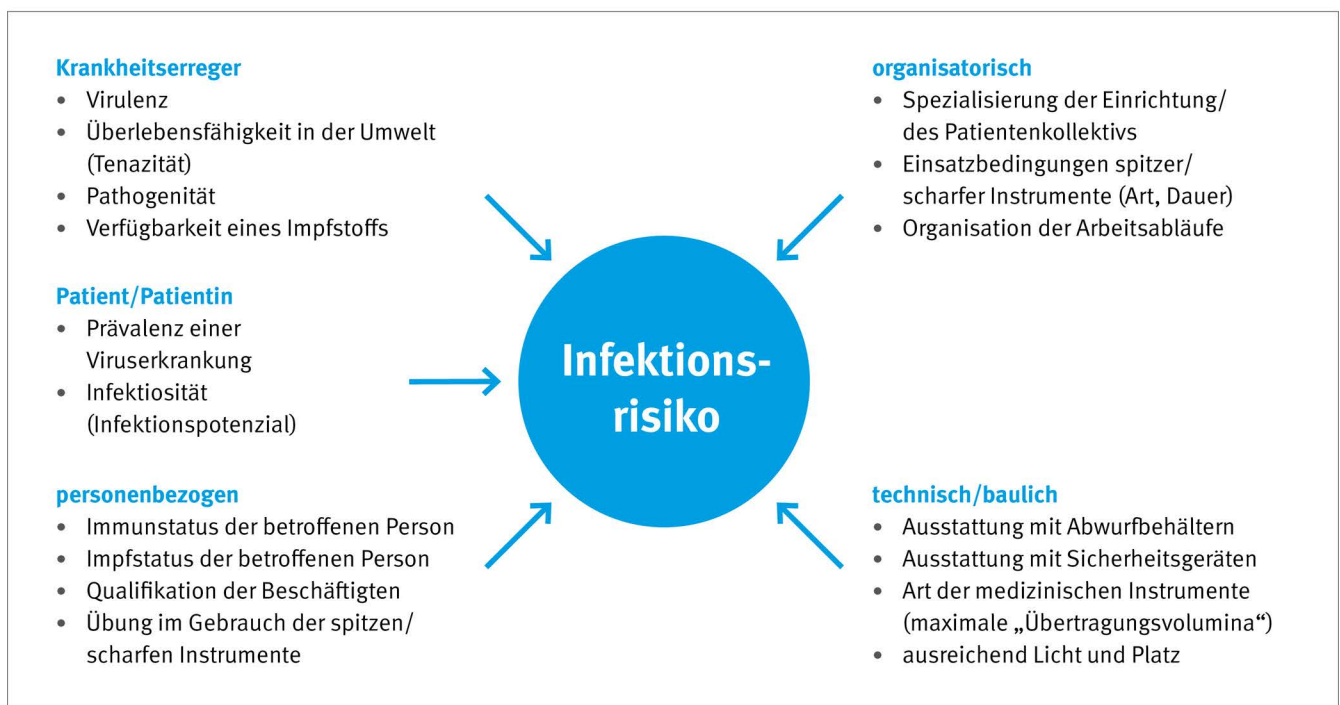 Krankheitserreger
• Virulenz
• Überlebensfähigkeit in der Umwelt
(Tenazität)
• Pathogenität
• Verfügbarkeit eines Impfstoffs
Patient/Patientin
• Prävalenz einer
Viruserkrankung
• Infektiosität
(Infektionspotenzial)
personenbezogen
• Immunstatus der betroffenen Person
• Impfstatus der betroffenen Person
• Qualifikation der Beschäftigten
• Übung im Gebrauch der spitzen/
scharfen Instrumente
Infektions-
risiko
organisatorisch
• Spezialisierung der Einrichtung/
des Patientenkollektivs
• Einsatzbedingungen spitzer/
scharfer Instrumente (Art, Dauer)
• Organisation der Arbeitsabläufe
technisch/baulich
• Ausstattung mit Abwurfbehältern
• Ausstattung mit Sicherheitsgeräten
• Art der medizinischen Instrumente
(maximale „Übertragungsvolumina“)
• ausreichend Licht und Platz